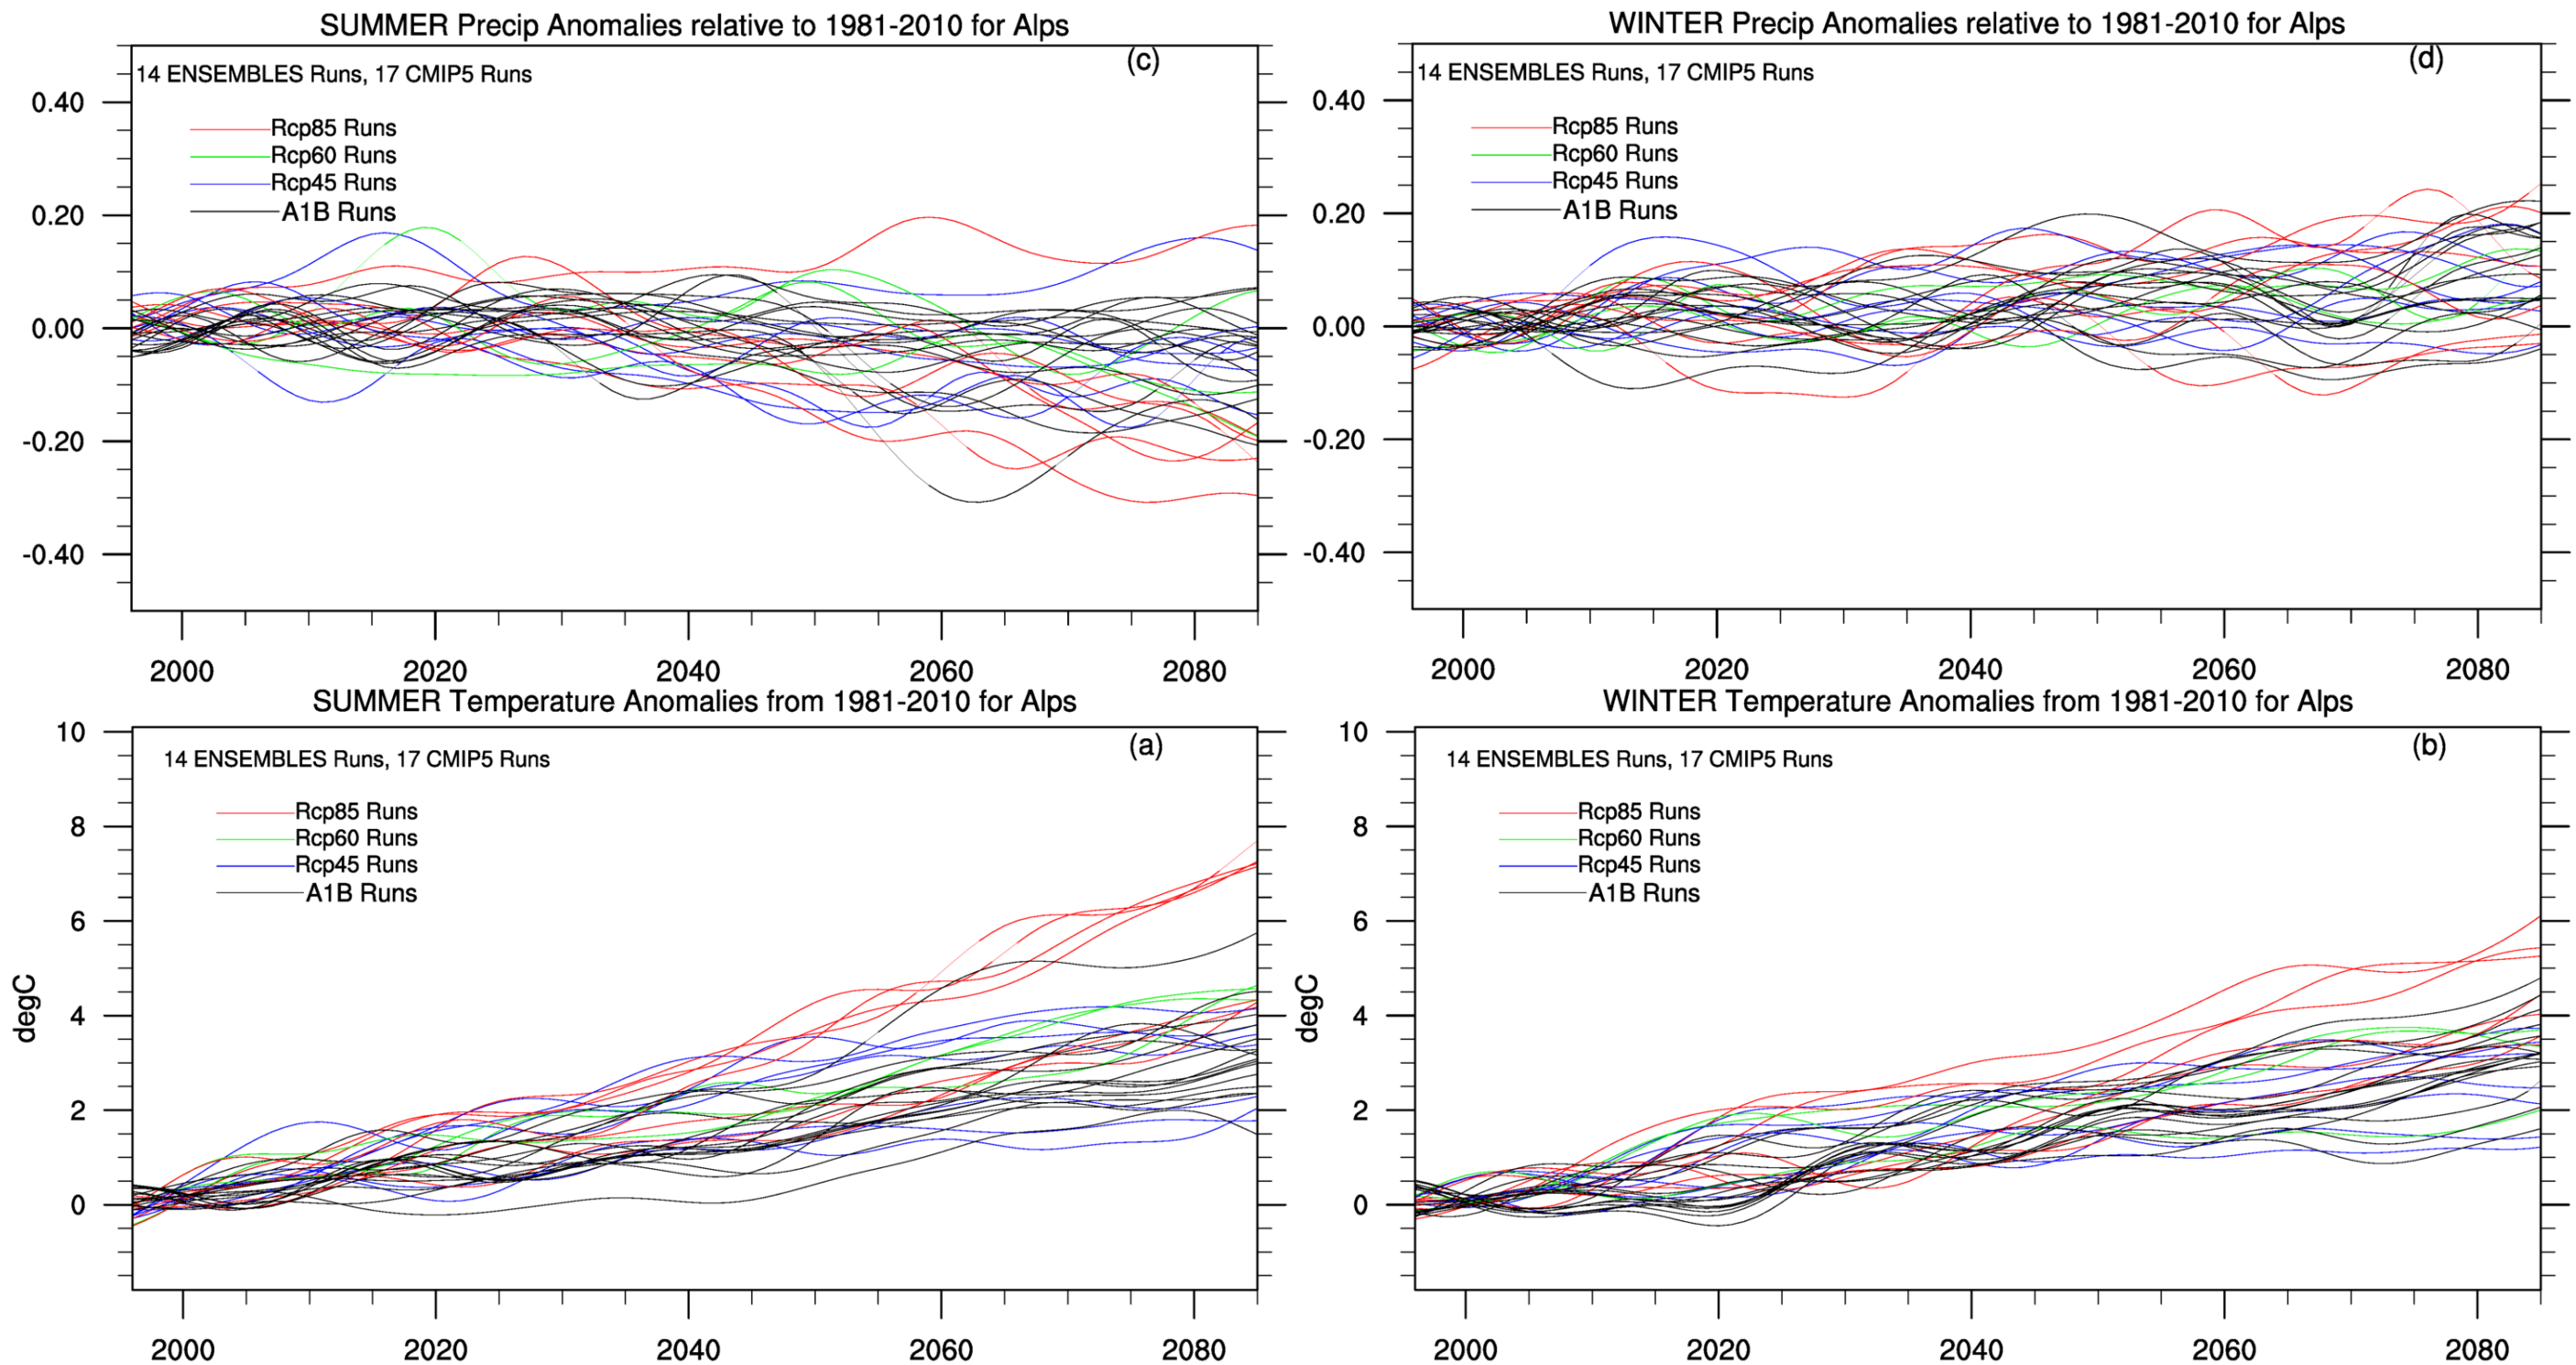 SUMMER Precip Anomalies relative to 1981-2010 for Alps
(c)
14 ENSEMBLES Runs, 17 CMIP5 Runs
Rcp85 Runs
Rcp60 Runs
Rcp45 Runs
A1B Runs
0.40
0.20
0.00
-0.20
-0.40
2000 2020 2040 2060 2080
WINTER Precip Anomalies relative to 1981-2010 for Alps
(d)
14 ENSEMBLES Runs, 17 CMIP5 Runs
Rcp85 Runs
Rcp60 Runs
Rcp45 Runs
A1B Runs
0.40
0.20
0.00
-0.20
-0.40
2000 2020 2040 2060 2080
SUMMER Temperature Anomalies from 1981-2010 for Alps
(a)
14 ENSEMBLES Runs, 17 CMIP5 Runs
Rcp85 Runs
Rcp60 Runs
Rcp45 Runs
A1B Runs
degC
10
8
6
4
2
0
2000 2020 2040 2060 2080
WINTER Temperature Anomalies from 1981-2010 for Alps
(b)
14 ENSEMBLES Runs, 17 CMIP5 Runs
Rcp85 Runs
Rcp60 Runs
Rcp45 Runs
A1B Runs
degC
10
8
6
4
2
0
2000 2020 2040 2060 2080